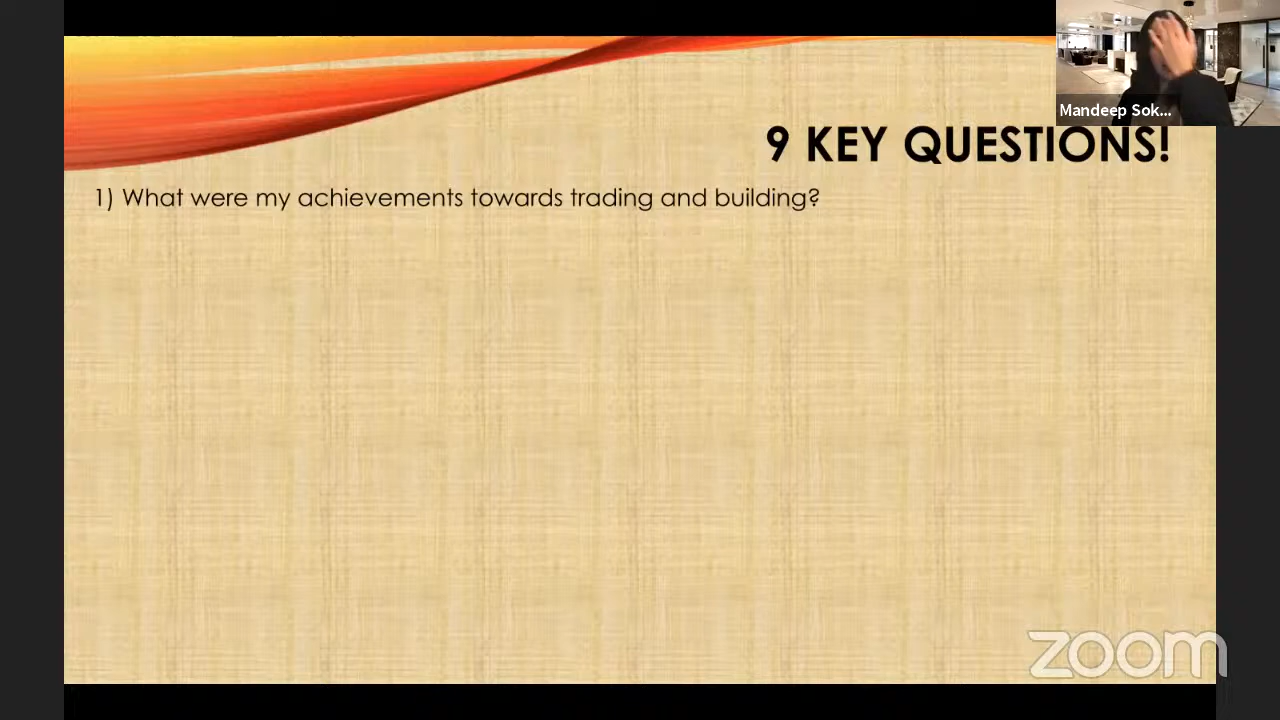 Mandeep Sok...
9 KEY QUESTIONS!
1) What were my achievements towards trading and building?
zoom